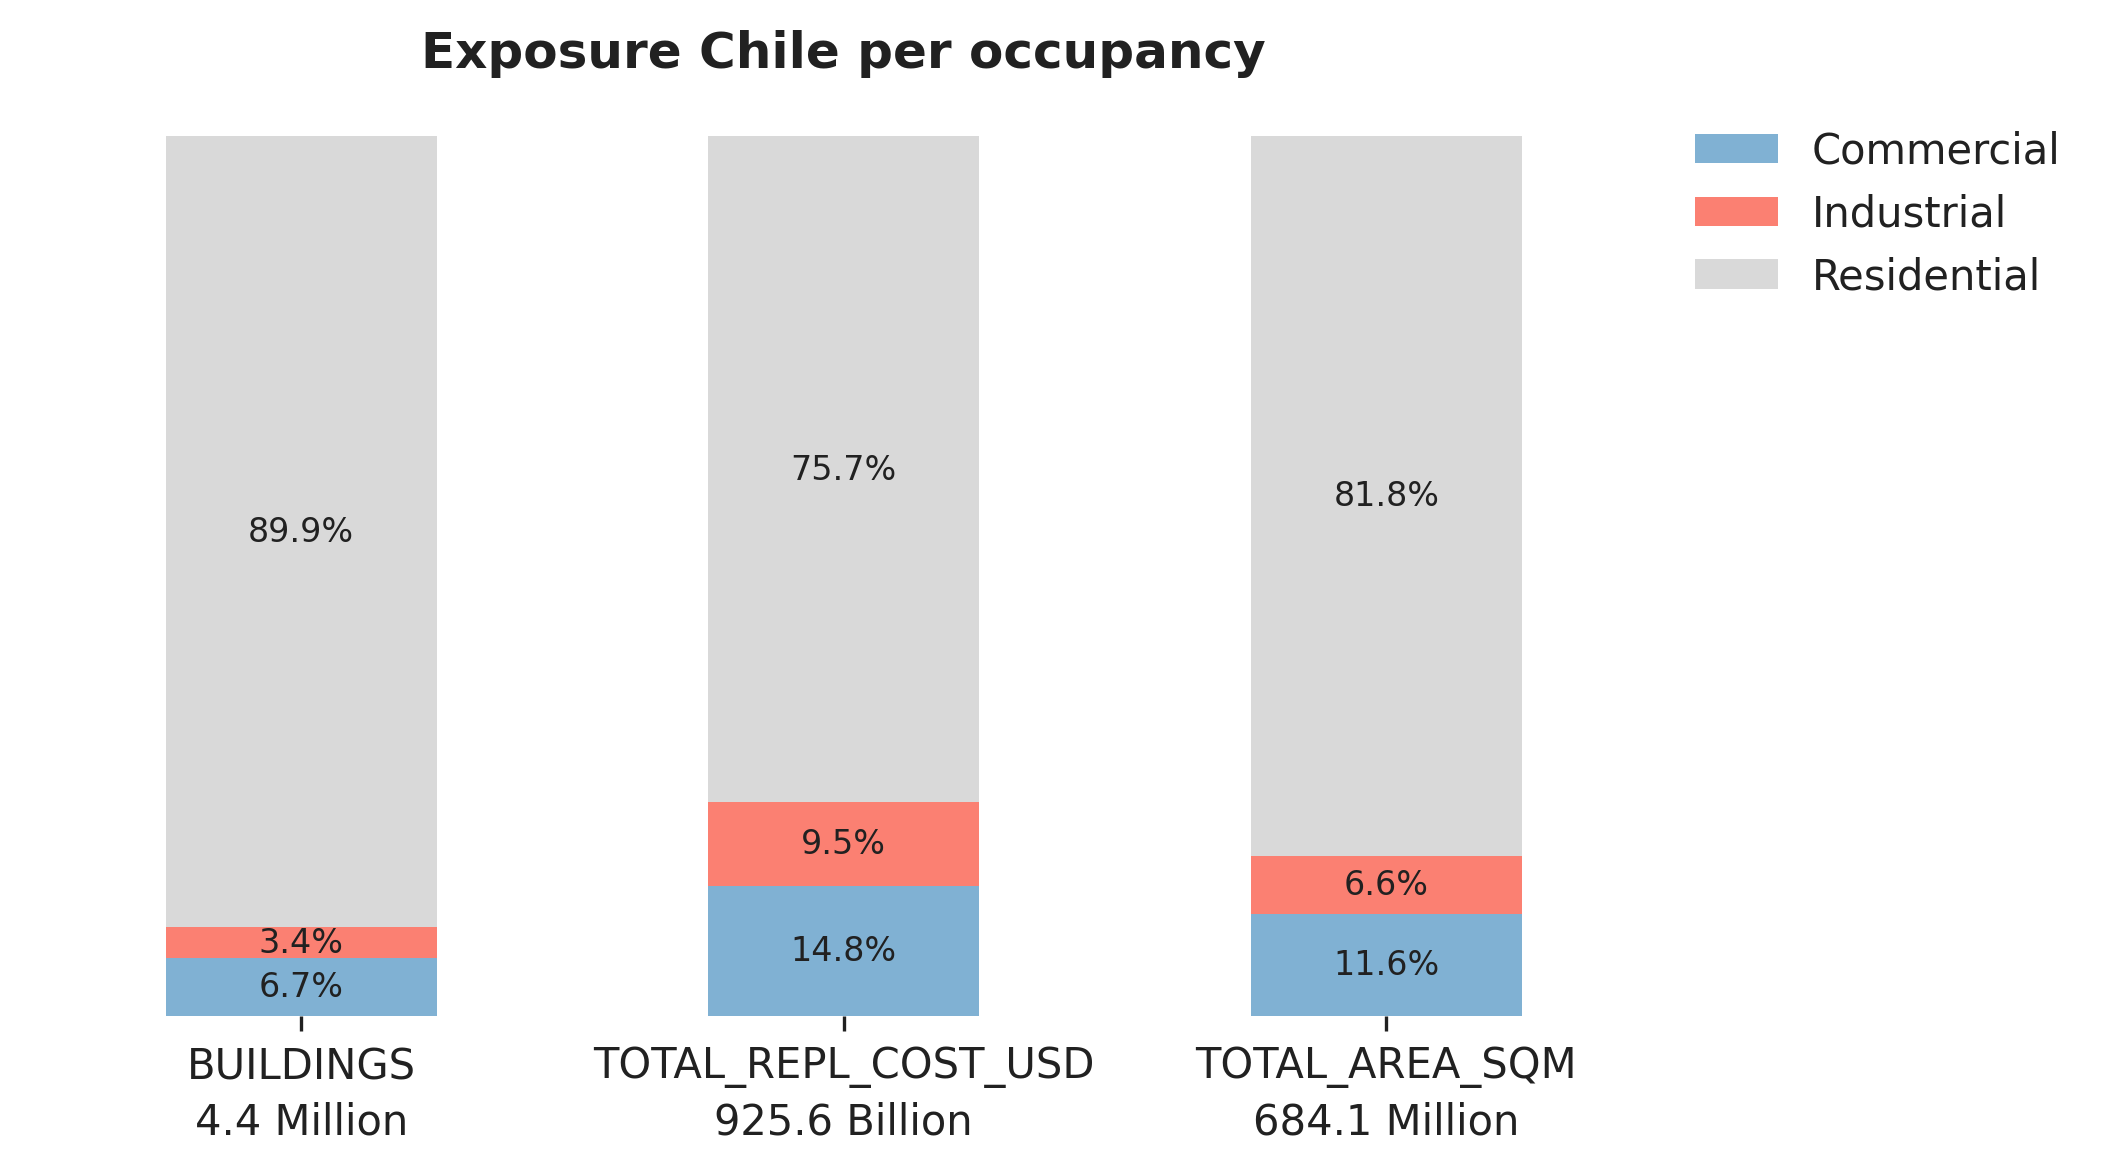 Exposure Chile per occupancy
Commercial
Industrial
Residential
89.9%
3.4%
6.7%
75.7%
9.5%
14.8%
81.8%
6.6%
11.6%
BUILDINGS
4.4 Million
TOTAL_REPL_COST_USD
925.6 Billion
TOTAL_AREA_SQM
684.1 Million